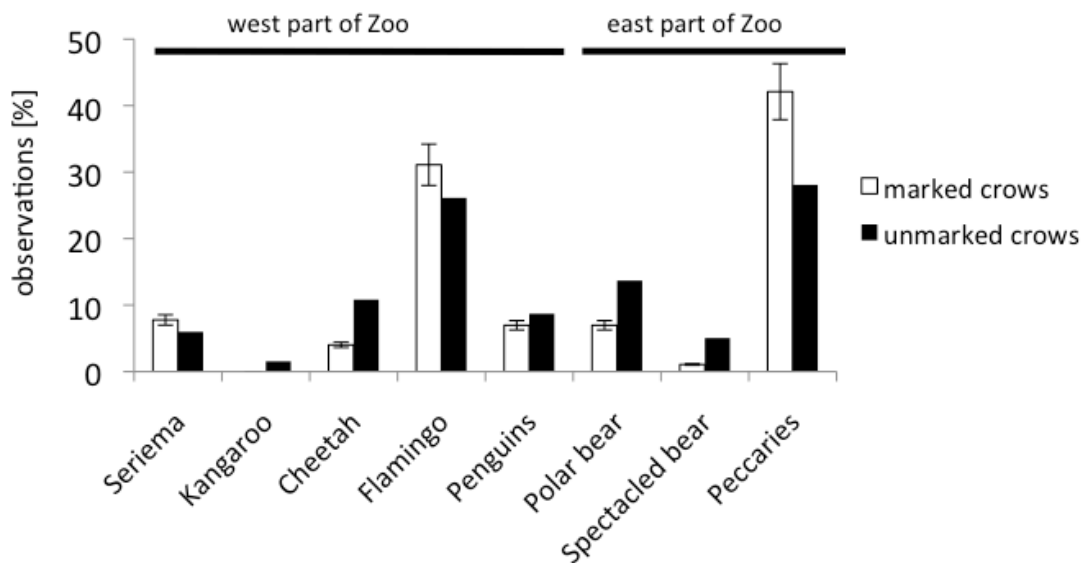 west part of Zoo
east part of Zoo
observations [%]
50
40
30
20
10
0
marked crows
unmarked crows
Seriema
Kangaroo
Cheetah
Flamingo
Penguins
Polar bear
Spectacled bear
Peccaries